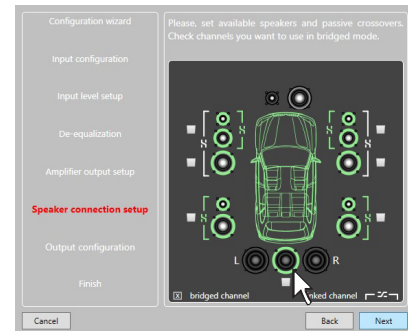 Configuration wizard
Input configuration
Input level setup
De-equalization
Amplifier output setup
Speaker connection setup
Output configuration
Finish
Please, set available speakers and passive crossovers.
Check channels you want to use in bridged mode.
L
R
X bridged channel
nked channel
Cancel
Back
Next